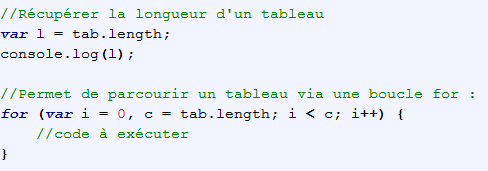 //Récupérer la longueur d'un tableau
var l = tab.length;
console.log(l);

//Permet de parcourir un tableau via une boucle for :
for (var i = 0, c = tab.length; i < c; i++) {
    //code à exécuter
}